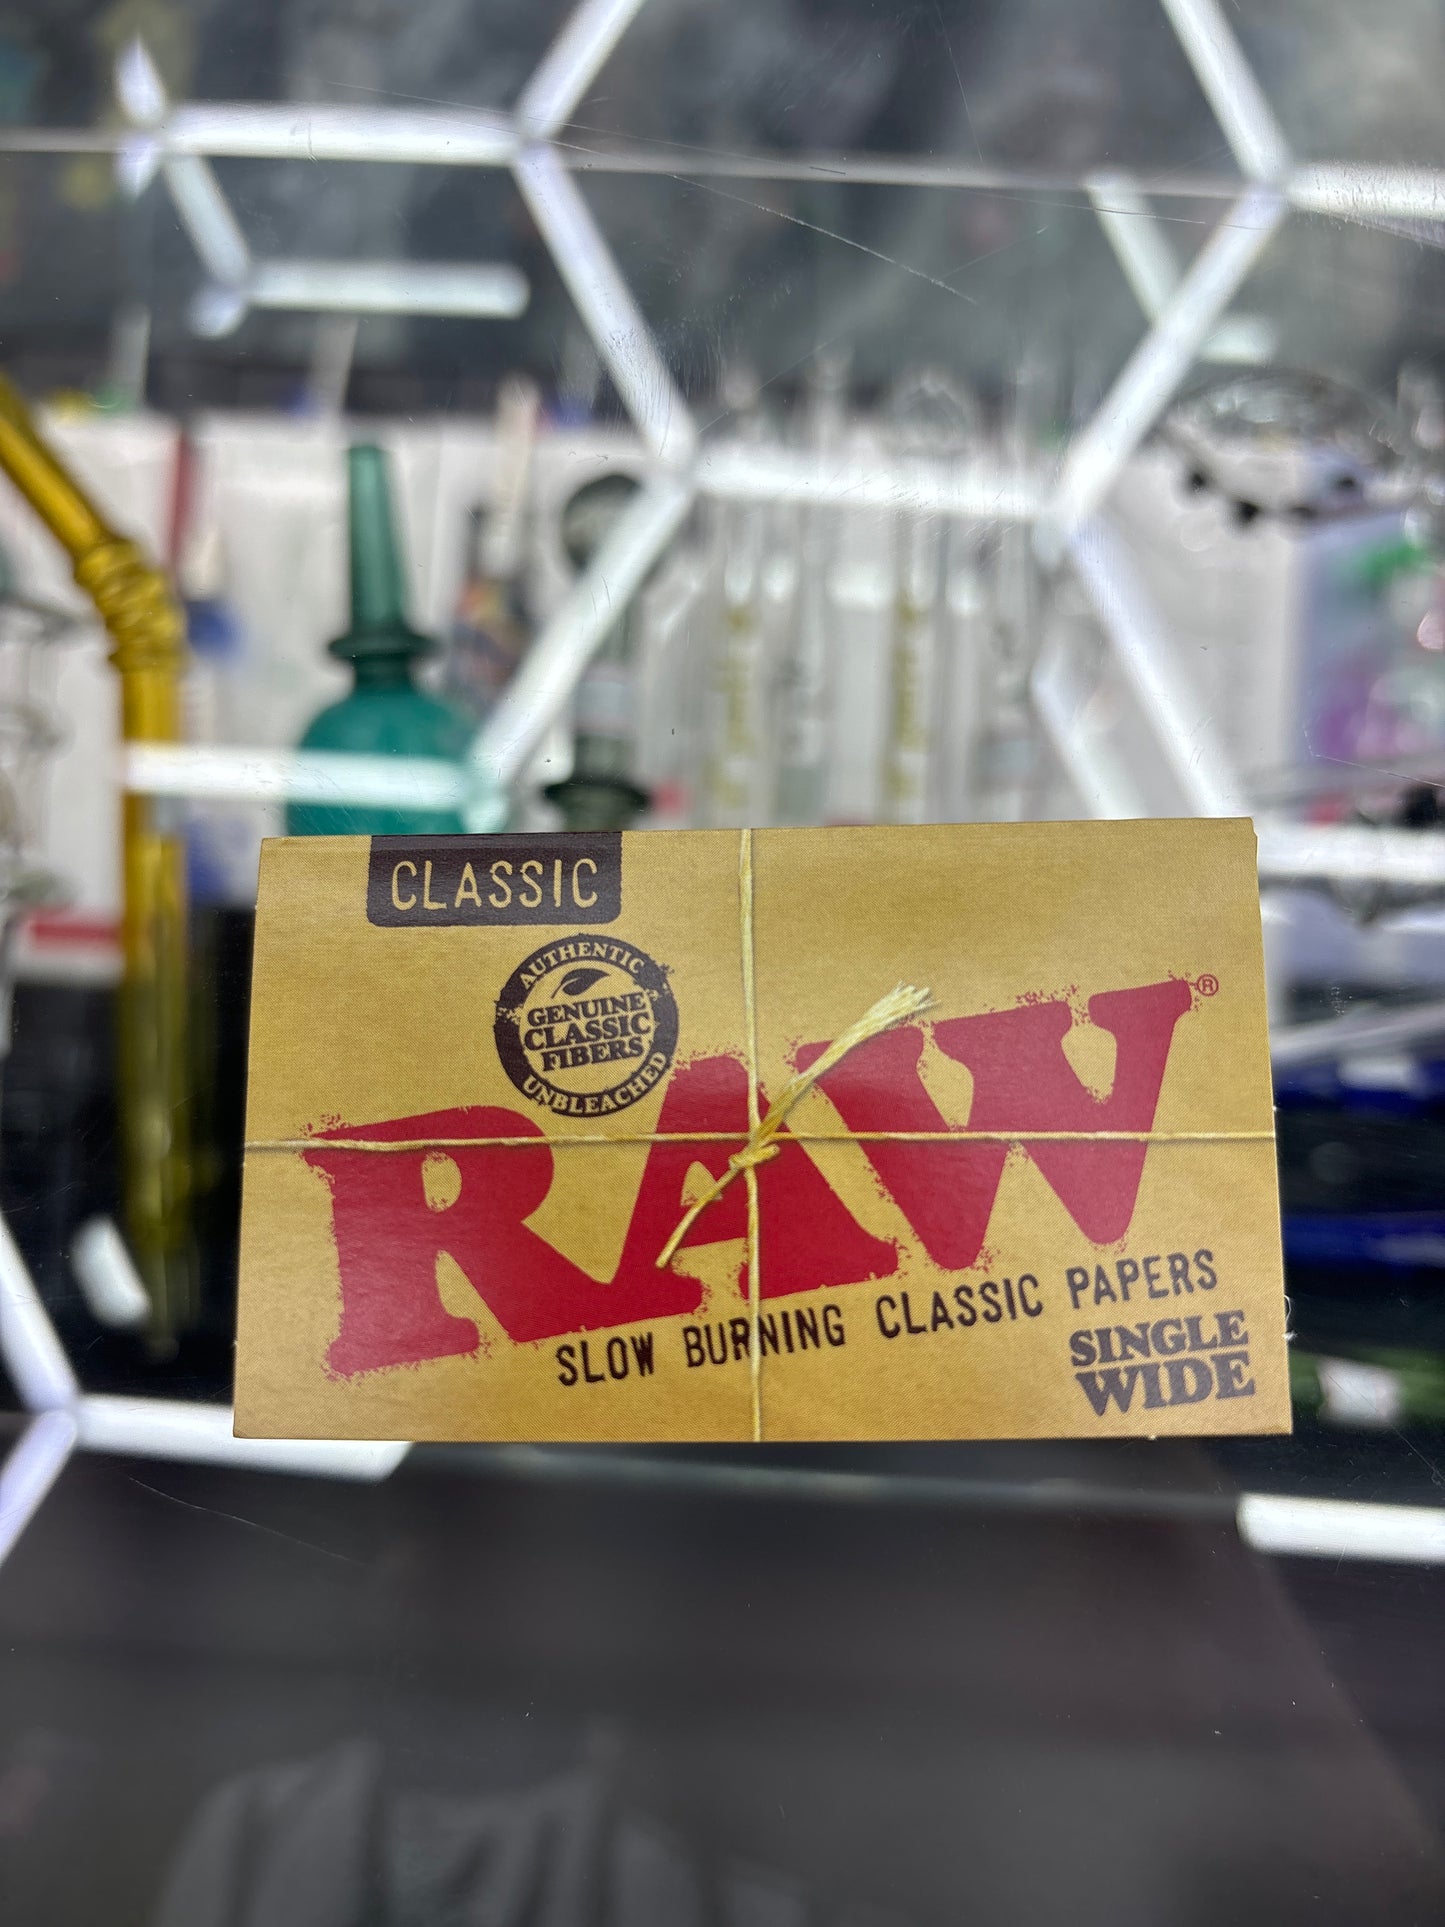 CLASSIC
AUTHENTIC
GENUINE
CLASSIC
FIBERS
UNBLEACHED
RAW®
SLOW BURNING CLASSIC PAPERS
SINGLE
WIDE